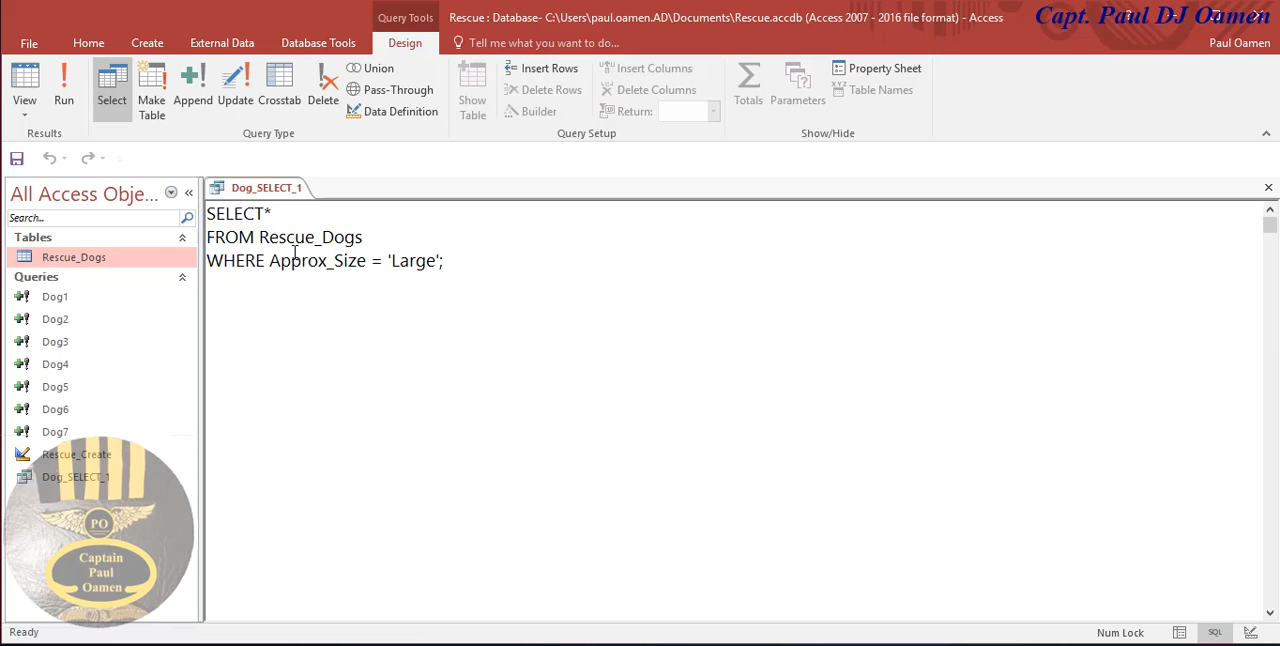 Query Tools
Rescue : Database- C:\Users\paul.oamen.AD\Documents\Rescue.accdb (Access 2007 - 2016 file format) - Access
Capt. Paul DJ Oamen
File Home Create External Data Database Tools Design Tell me what you want to do... Paul Oamen
View Run Select Make Table Append Update Crosstab Delete
Union
Pass-Through
Data Definition
Show Table
Insert Rows
Delete Rows
Builder
Insert Columns
Delete Columns
Return:
Totals Parameters
Property Sheet
Table Names
Results Query Type Query Setup Show/Hide
All Access Obje...
Search...
Tables
Rescue_Dogs
Queries
Dog1
Dog2
Dog3
Dog4
Dog5
Dog6
Dog7
Rescue_Create
Dog_SELECT_1
PO
Captain
Paul
Oamen
Dog_SELECT_1
SELECT*
FROM Rescue_Dogs
WHERE Approx_Size = 'Large';
Ready Num Lock SQL